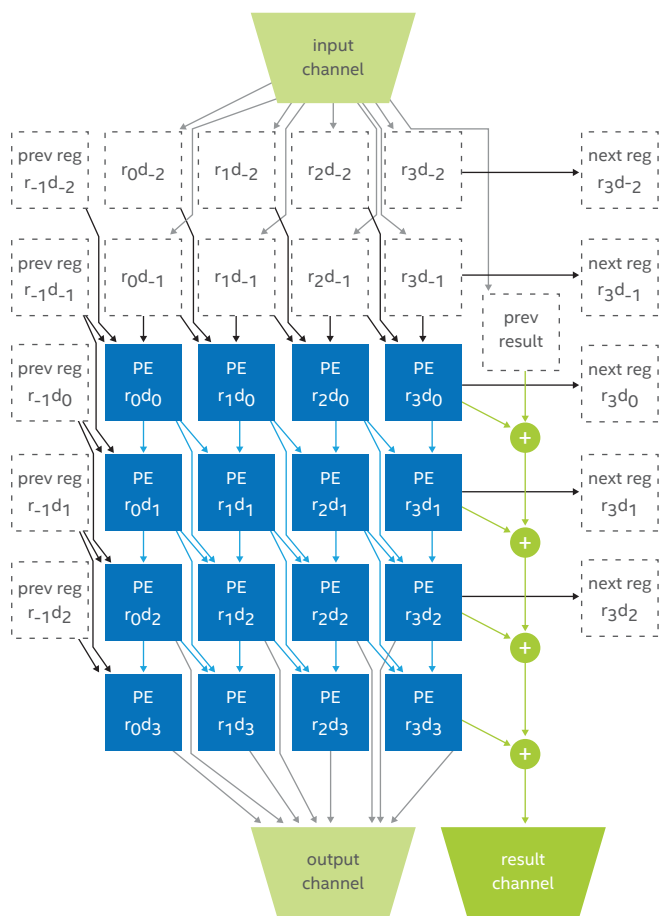 input
channel
prev reg
r-1d-2
r0d-2
r1d-2
r2d-2
r3d-2
next reg
r3d-2
prev reg
r-1d-1
r0d-1
r1d-1
r2d-1
r3d-1
next reg
r3d-1
prev
result
prev reg
r-1d0
PE
r0d0
PE
r1d0
PE
r2d0
PE
r3d0
next reg
r3d0
+
prev reg
r-1d1
PE
r0d1
PE
r1d1
PE
r2d1
PE
r3d1
next reg
r3d1
+
prev reg
r-1d2
PE
r0d2
PE
r1d2
PE
r2d2
PE
r3d2
next reg
r3d2
+
PE
r0d3
PE
r1d3
PE
r2d3
PE
r3d3
+
output
channel
result
channel